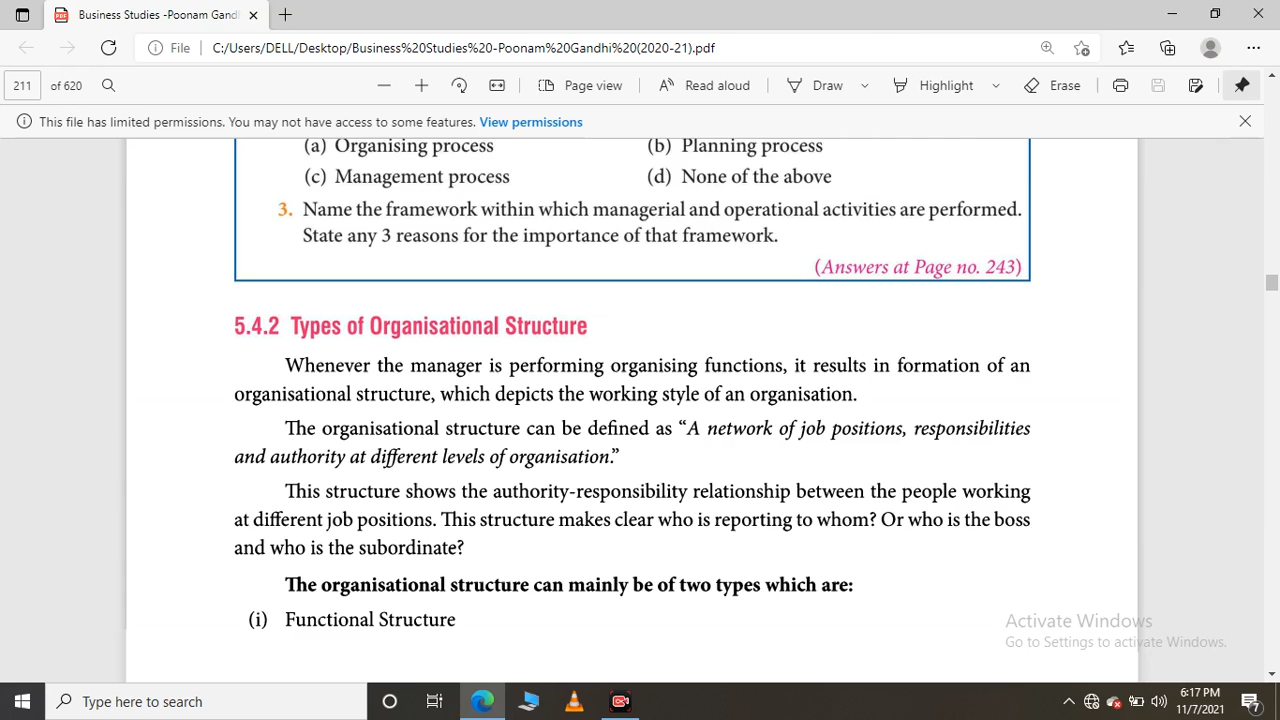 Business Studies -Poonam Gandhi
File C:/Users/DELL/Desktop/Business%20Studies%20-Poonam%20Gandhi%20(2020-21).pdf
211 of 620 Page view Read aloud Draw Highlight Erase
This file has limited permissions. You may not have access to some features. View permissions
(a) Organising process (b) Planning process
(c) Management process (d) None of the above
3. Name the framework within which managerial and operational activities are performed.
State any 3 reasons for the importance of that framework.
(Answers at Page no. 243)
5.4.2 Types of Organisational Structure
Whenever the manager is performing organising functions, it results in formation of an
organisational structure, which depicts the working style of an organisation.
The organisational structure can be defined as “A network of job positions, responsibilities
and authority at different levels of organisation.”
This structure shows the authority-responsibility relationship between the people working
at different job positions. This structure makes clear who is reporting to whom? Or who is the boss
and who is the subordinate?
The organisational structure can mainly be of two types which are:
(i) Functional Structure
Activate Windows
Go to Settings to activate Windows.
Type here to search
6:17 PM
11/7/2021
7